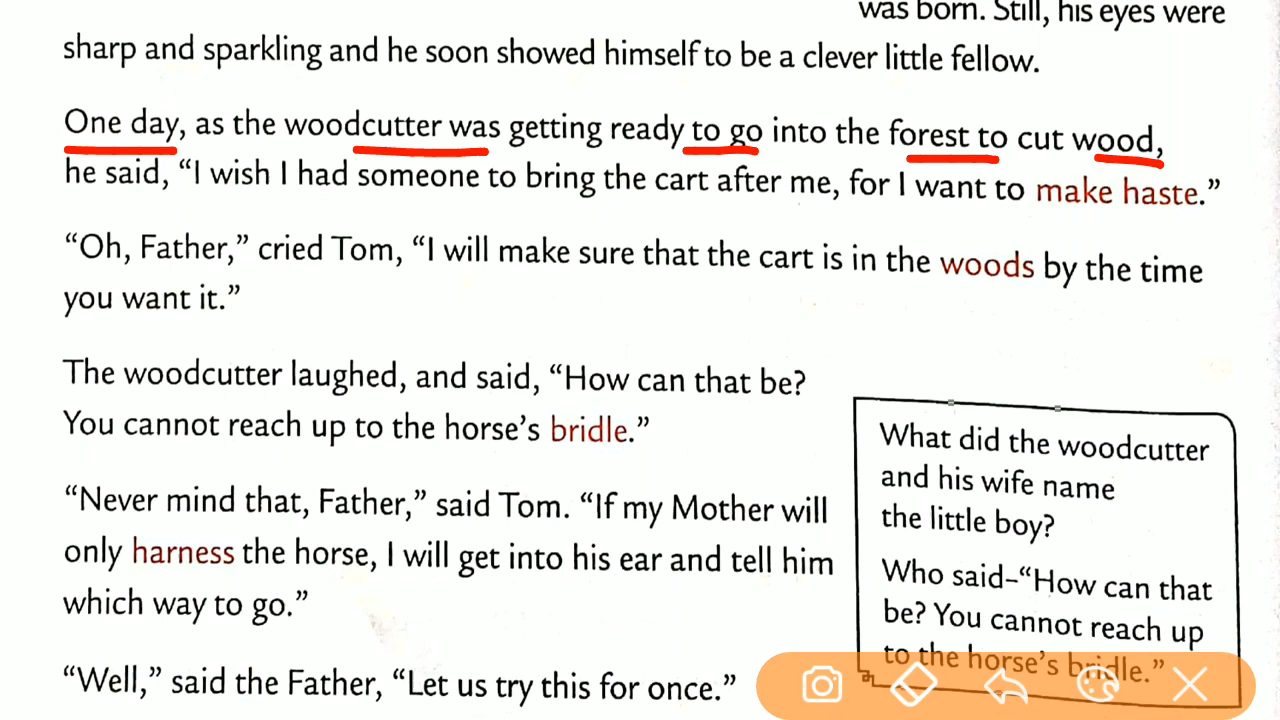 was born. Still, his eyes were
sharp and sparkling and he soon showed himself to be a clever little fellow.
One day, as the woodcutter was getting ready to go into the forest to cut wood,
he said, “I wish I had someone to bring the cart after me, for I want to make haste.”
“Oh, Father,” cried Tom, “I will make sure that the cart is in the woods by the time
you want it.”
The woodcutter laughed, and said, “How can that be?
You cannot reach up to the horse’s bridle.”
“Never mind that, Father,” said Tom. “If my Mother will
only harness the horse, I will get into his ear and tell him
which way to go.”
“Well,” said the Father, “Let us try this for once.”
What did the woodcutter
and his wife name
the little boy?
Who said–“How can that
be? You cannot reach up
to the horse’s bridle.”